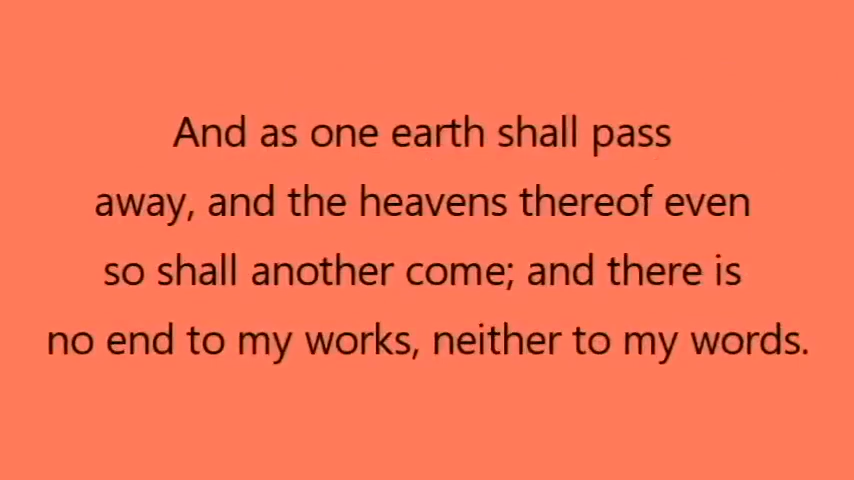 And as one earth shall pass
away, and the heavens thereof even
so shall another come; and there is
no end to my works, neither to my words.